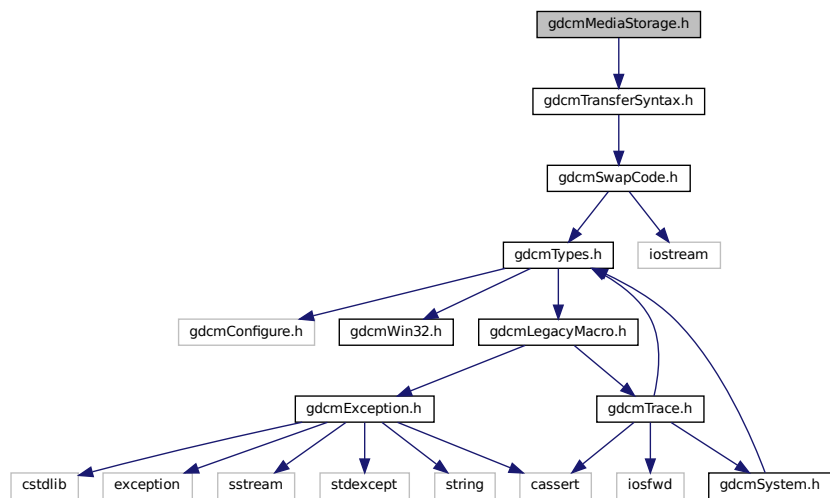 gdcmMediaStorage.h
gdcmTransferSyntax.h
gdcmSwapCode.h
gdcmTypes.h
iostream
gdcmConfigure.h
gdcmWin32.h
gdcmLegacyMacro.h
gdcmException.h
gdcmTrace.h
cstdlib
exception
sstream
stdexcept
string
cassert
iosfwd
gdcmSystem.h